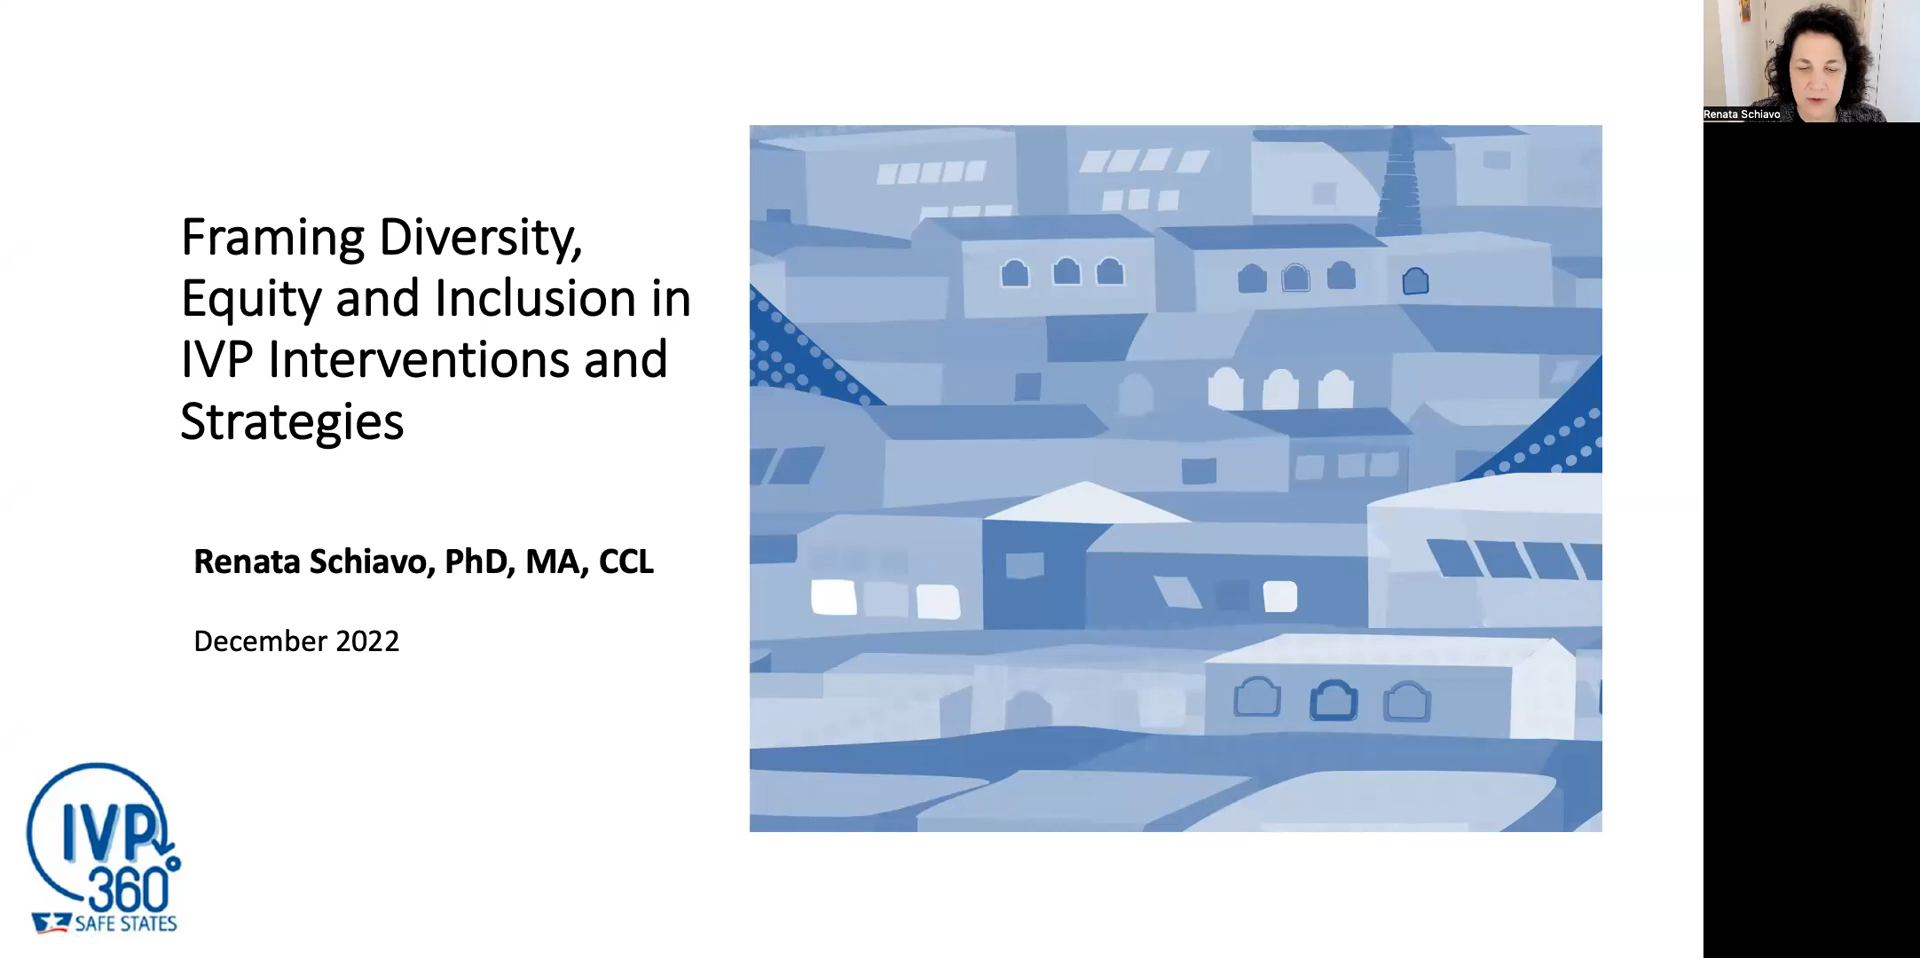 Framing Diversity,
Equity and Inclusion in
IVP Interventions and
Strategies
Renata Schiavo, PhD, MA, CCL
December 2022
IVP
360°
SAFE STATES
Renata Schiavo